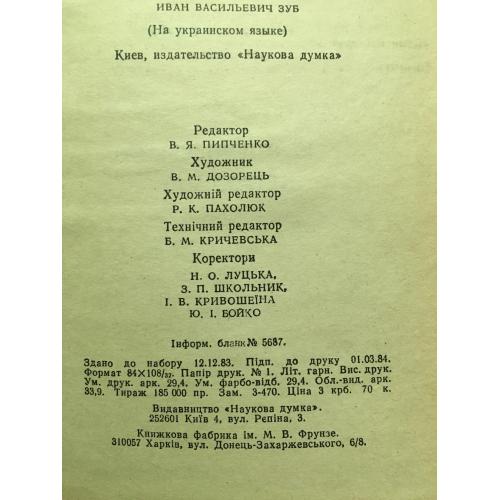 ИВАН ВАСИЛЬЕВИЧ ЗУБ
(На украинском языке)
Киев, издательство «Наукова думка»
Редактор
В. Я. ПИПЧЕНКО
Художник
В. М. ДОЗОРЕЦЬ
Художній редактор
Р. К. ПАХОЛЮК
Технічний редактор
Б. М. КРИЧЕВСЬКА
Коректори
Н. О. ЛУЦЬКА,
З. П. ШКОЛЬНИК,
І. В. КРИВОШЕЇНА
Ю. І. БОЙКО
Інформ. бланк № 5687.
Здано до набору 12.12.83. Підп. до друку 01.03.84.
Формат 84×108/32. Папір друк. № 1. Літ. гарн. Вис. друк.
Ум. друк. арк. 29,4. Ум. фарбо-відб. 29,4. Обл.-вид. арк.
33,9. Тираж 185 000 пр. Зам. 3-470. Ціна 3 крб. 70 к.
Видавництво «Наукова думка».
252601 Київ 4, вул. Рєпіна, 3.
Книжкова фабрика ім. М. В. Фрунзе.
310057 Харків, вул. Донець-Захаржевського, 6/8.